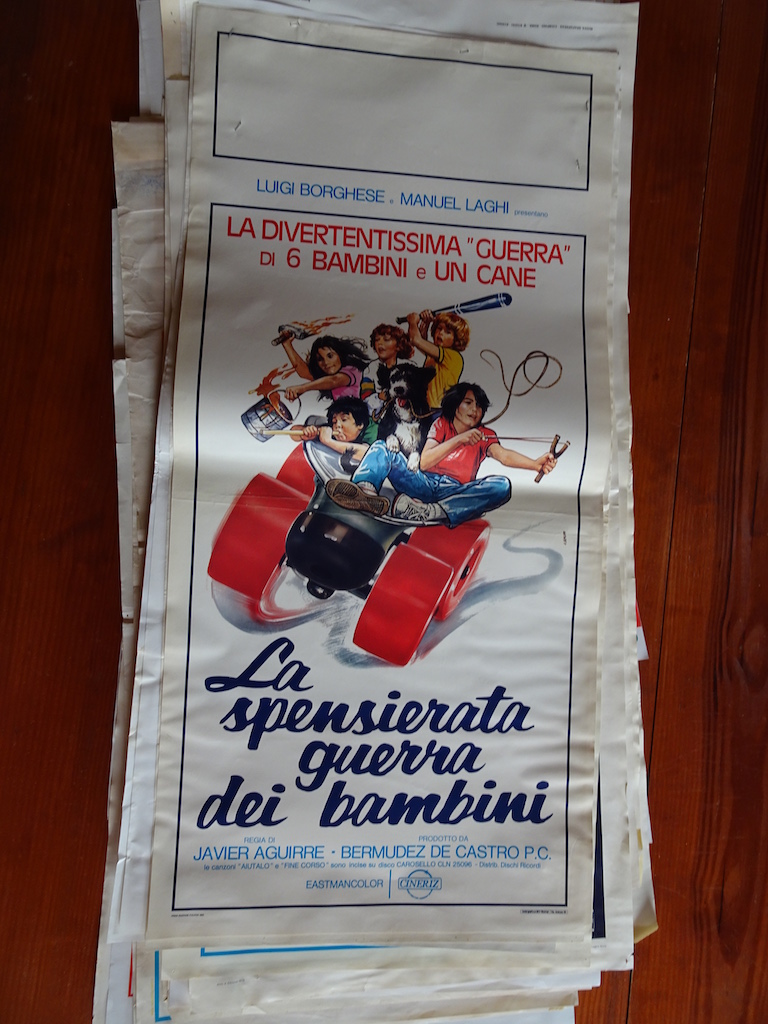 LUIGI BORGHESE e MANUEL LAGHI presentano
LA DIVERTENTISSIMA "GUERRA"
DI 6 BAMBINI e UN CANE
La
spensierata
guerra
dei bambini
REGIA DI
JAVIER AGUIRRE
PRODOTTO DA
BERMUDEZ DE CASTRO P.C.
le canzoni "AIUTALO" e "FINE CORSO" sono incise su disco CAROSELLO CLN 25096 - Distrib. Dischi Ricordi
EASTMANCOLOR
CINERIZ